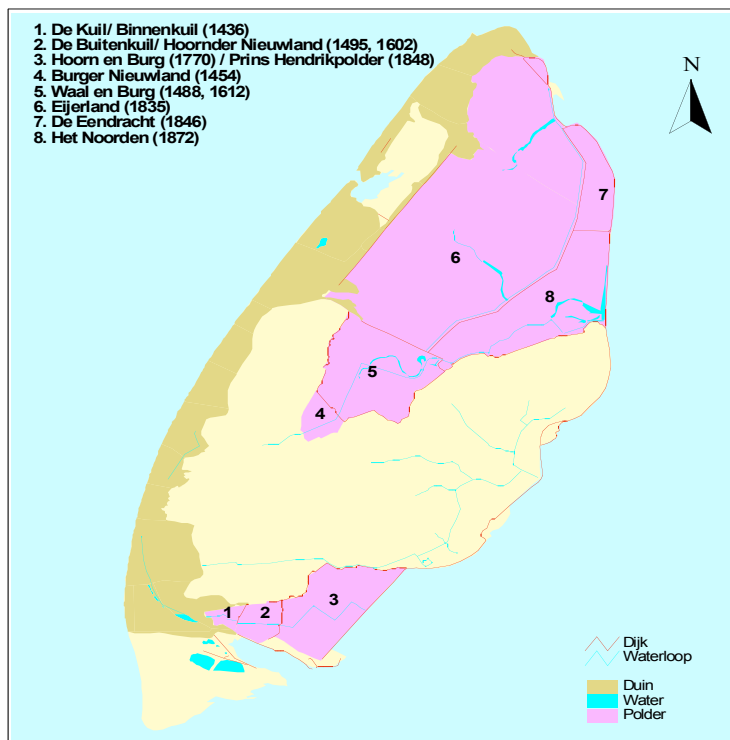 1. De Kuil/ Binnenkuil (1436)
2. De Buitenkuil/ Hoornder Nieuwland (1495, 1602)
3. Hoorn en Burg (1770) / Prins Hendrikpolder (1848)
4. Burger Nieuwland (1454)
5. Waal en Burg (1488, 1612)
6. Eijerland (1835)
7. De Eendracht (1846)
8. Het Noorden (1872)
N
7
6
8
5
4
3
1 2
Dijk
Waterloop
Duin
Water
Polder